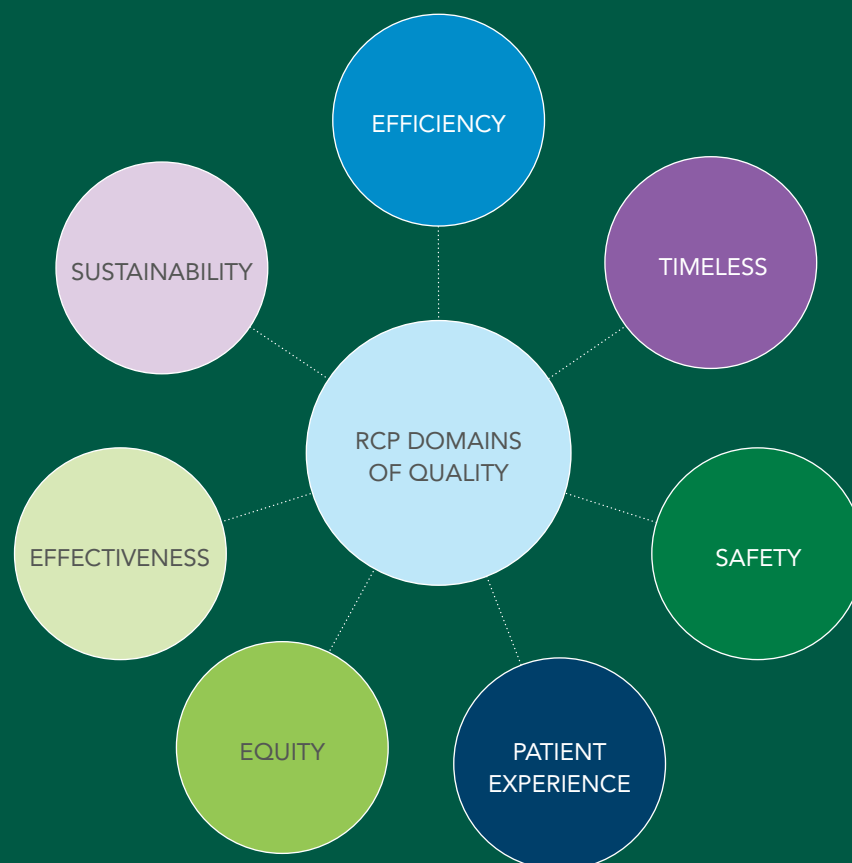 EFFICIENCY
TIMELESS
SUSTAINABILITY
RCP DOMAINS
OF QUALITY
EFFECTIVENESS
SAFETY
EQUITY
PATIENT
EXPERIENCE